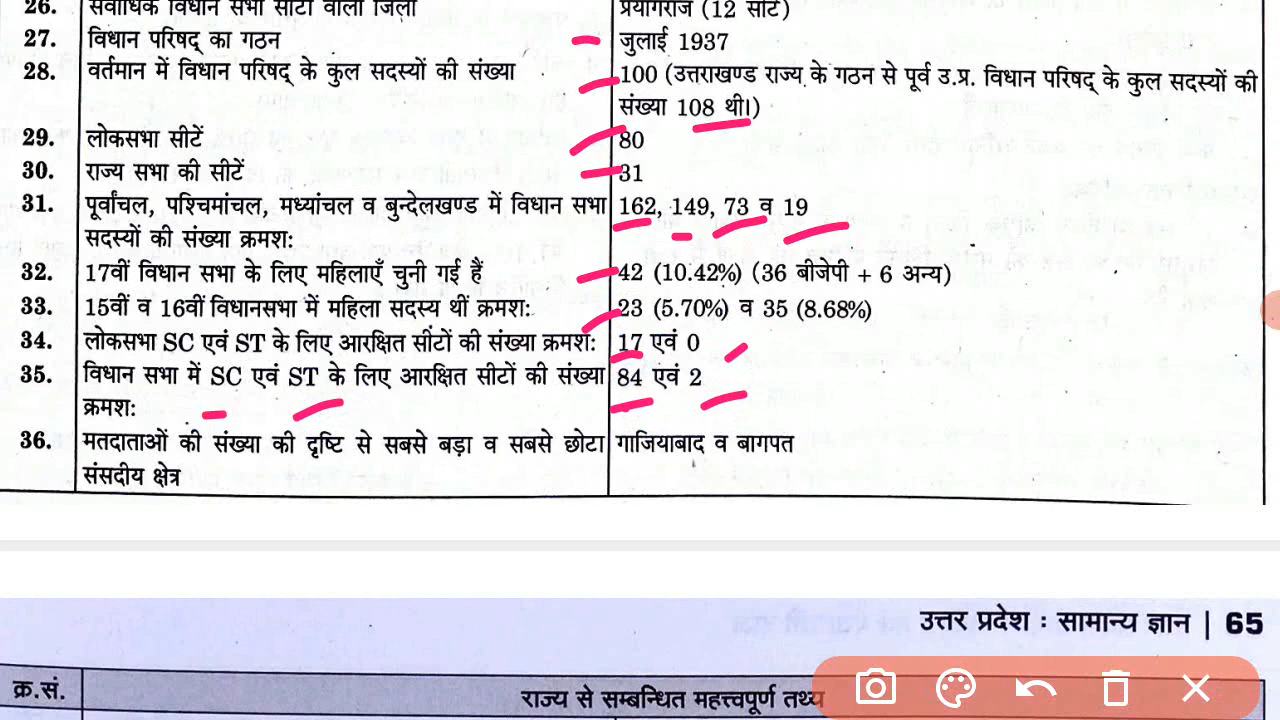 26. सर्वाधिक विधान सभा सीटों वाला जिला प्रयागराज (12 सीट)
27. विधान परिषद् का गठन जुलाई 1937
28. वर्तमान में विधान परिषद् के कुल सदस्यों की संख्या 100 (उत्तराखण्ड राज्य के गठन से पूर्व उ.प्र. विधान परिषद् के कुल सदस्यों की
संख्या 108 थी।)
29. लोकसभा सीटें 80
30. राज्य सभा की सीटें 31
31. पूर्वांचल, पश्चिमांचल, मध्यांचल व बुन्देलखण्ड में विधान सभा 162, 149, 73 व 19
सदस्यों की संख्या क्रमश:
32. 17वीं विधान सभा के लिए महिलाएँ चुनी गई हैं 42 (10.42%) (36 बीजेपी + 6 अन्य)
33. 15वीं व 16वीं विधानसभा में महिला सदस्य थीं क्रमश: 23 (5.70%) व 35 (8.68%)
34. लोकसभा SC एवं ST के लिए आरक्षित सीटों की संख्या क्रमश: 17 एवं 0
35. विधान सभा में SC एवं ST के लिए आरक्षित सीटों की संख्या 84 एवं 2
क्रमश:
36. मतदाताओं की संख्या की दृष्टि से सबसे बड़ा व सबसे छोटा गाजियाबाद व बागपत
संसदीय क्षेत्र
उत्तर प्रदेश : सामान्य ज्ञान | 65
क्र.सं. राज्य से सम्बन्धित महत्त्वपूर्ण तथ्य